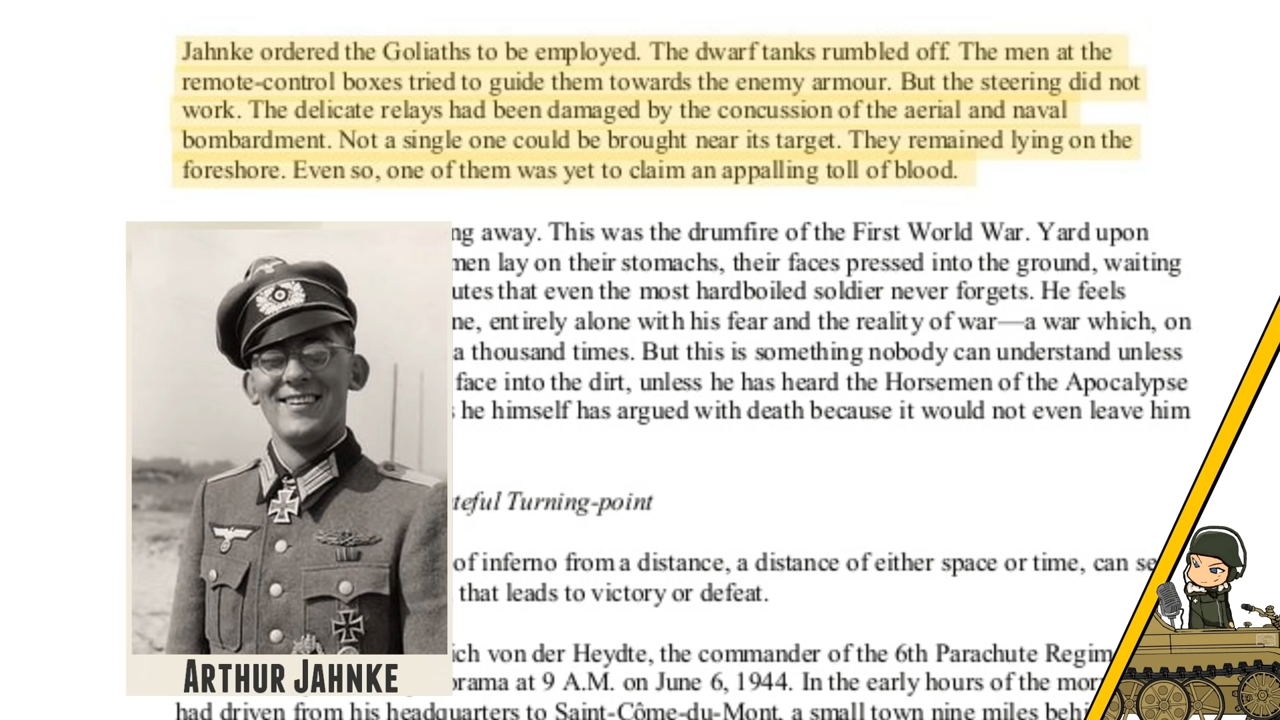 Jahnke ordered the Goliaths to be employed. The dwarf tanks rumbled off. The men at the
remote-control boxes tried to guide them towards the enemy armour. But the steering did not
work. The delicate relays had been damaged by the concussion of the aerial and naval
bombardment. Not a single one could be brought near its target. They remained lying on the
foreshore. Even so, one of them was yet to claim an appalling toll of blood.
ng away. This was the drumfire of the First World War. Yard upon
men lay on their stomachs, their faces pressed into the ground, waiting
utes that even the most hardboiled soldier never forgets. He feels
ne, entirely alone with his fear and the reality of war—a war which, on
a thousand times. But this is something nobody can understand unless
face into the dirt, unless he has heard the Horsemen of the Apocalypse
s he himself has argued with death because it would not even leave him
teful Turning-point
of inferno from a distance, a distance of either space or time, can se
that leads to victory or defeat.
ich von der Heydte, the commander of the 6th Parachute Regim
orama at 9 A.M. on June 6, 1944. In the early hours of the mor
had driven from his headquarters to Saint-Côme-du-Mont, a small town nine miles behi
ARTHUR JAHNKE